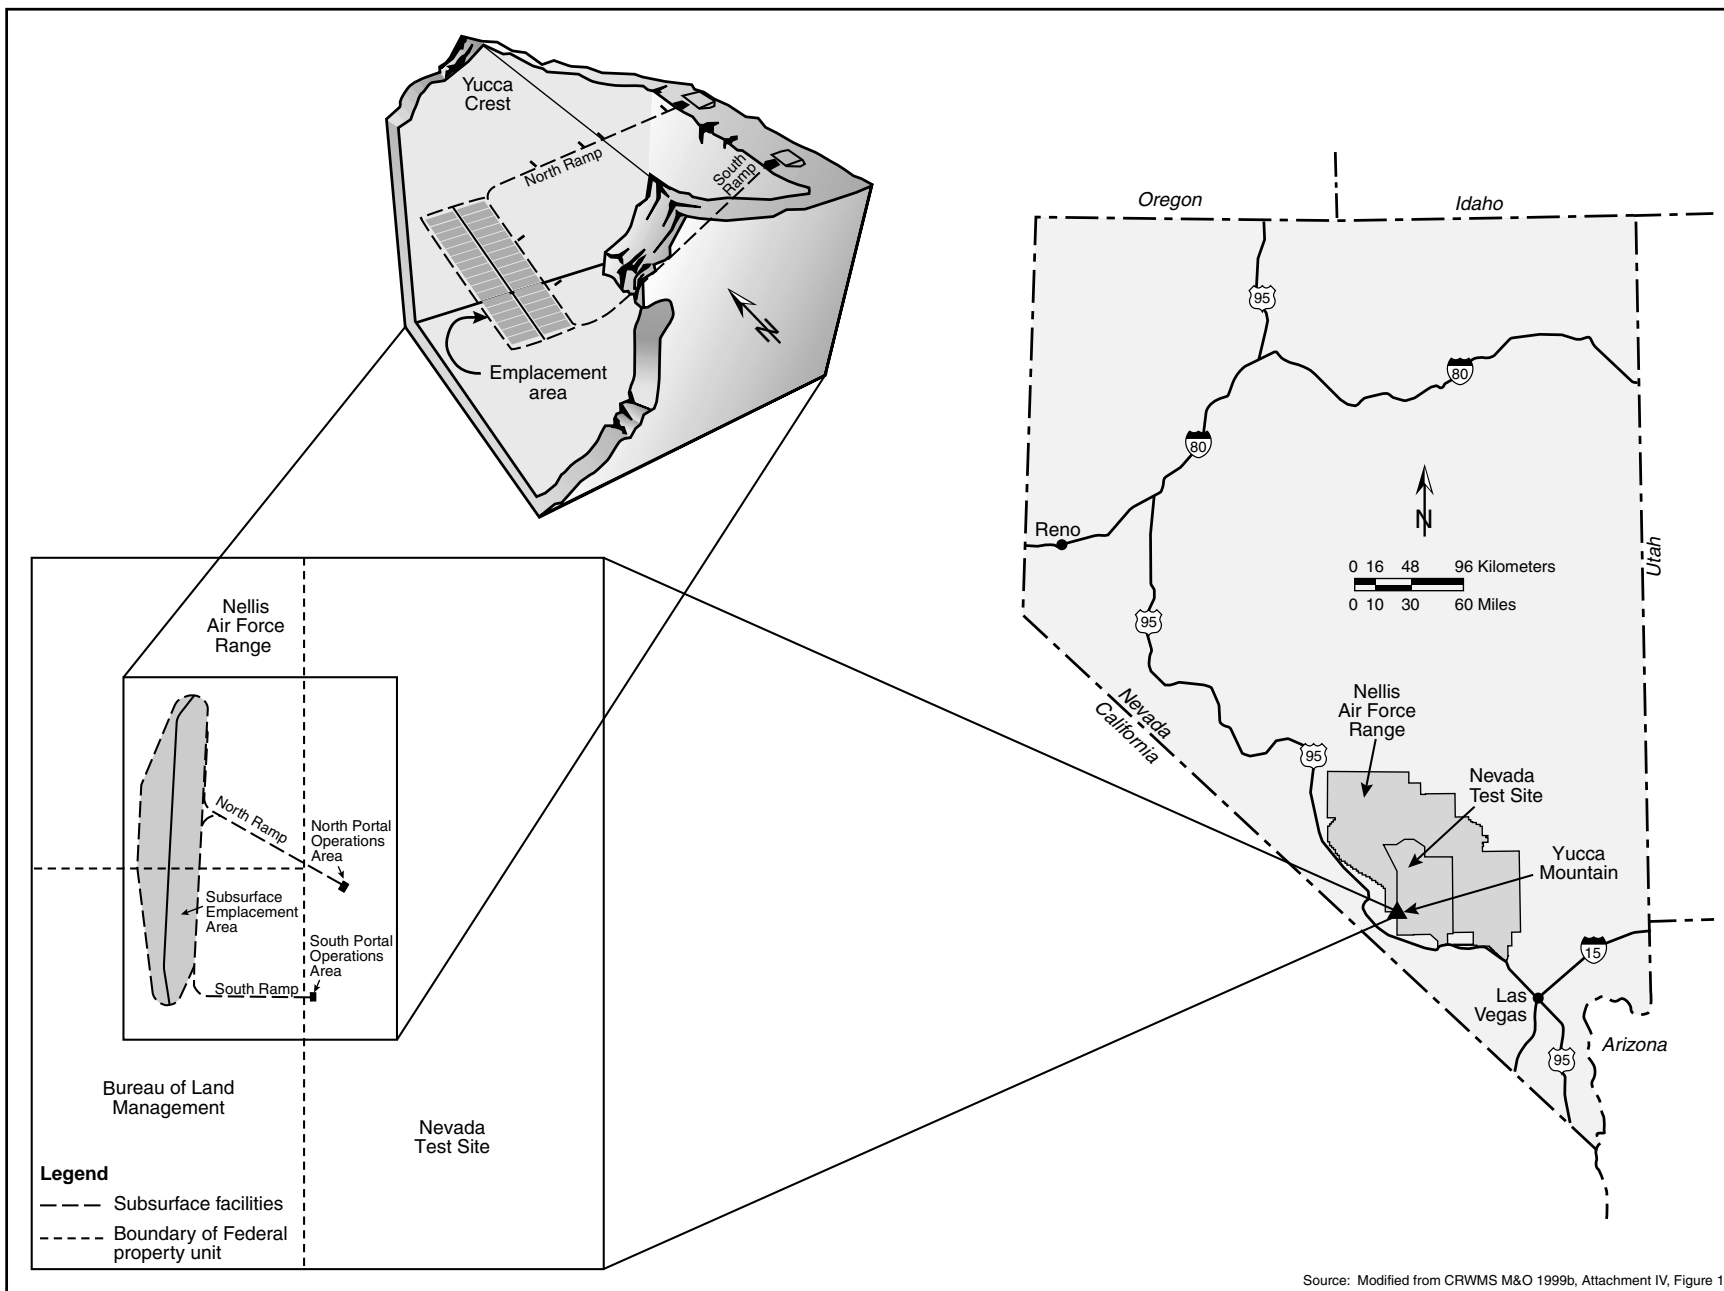 Yucca
Crest
North Ramp
South
Ramp
N
Emplacement
area
Nellis
Air Force
Range
North Ramp
North Portal
Operations
Area
Subsurface
Emplacement
Area
South Portal
Operations
Area
South Ramp
Bureau of Land
Management
Nevada
Test Site
Legend
Subsurface facilities
Boundary of Federal
property unit
Oregon
Idaho
95
80
80
Reno
N
0 16 48 96 Kilometers
0 10 30 60 Miles
Utah
95
Nevada
California
Nellis
Air Force
Range
95
Nevada
Test Site
Yucca
Mountain
15
Las
Vegas
Arizona
95
Source: Modified from CRWMS M&O 1999b, Attachment IV, Figure 1